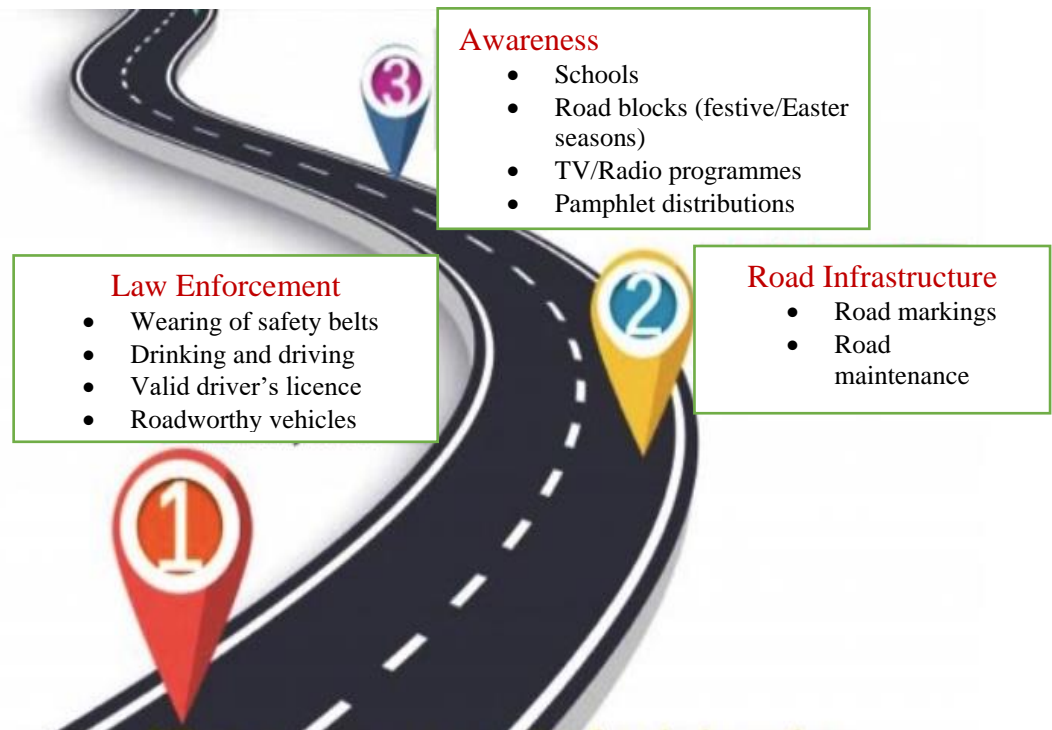 Awareness
• Schools
• Road blocks (festive/Easter
seasons)
• TV/Radio programmes
• Pamphlet distributions
3
Law Enforcement
• Wearing of safety belts
• Drinking and driving
• Valid driver's licence
• Roadworthy vehicles
2
Road Infrastructure
• Road markings
• Road
maintenance
1